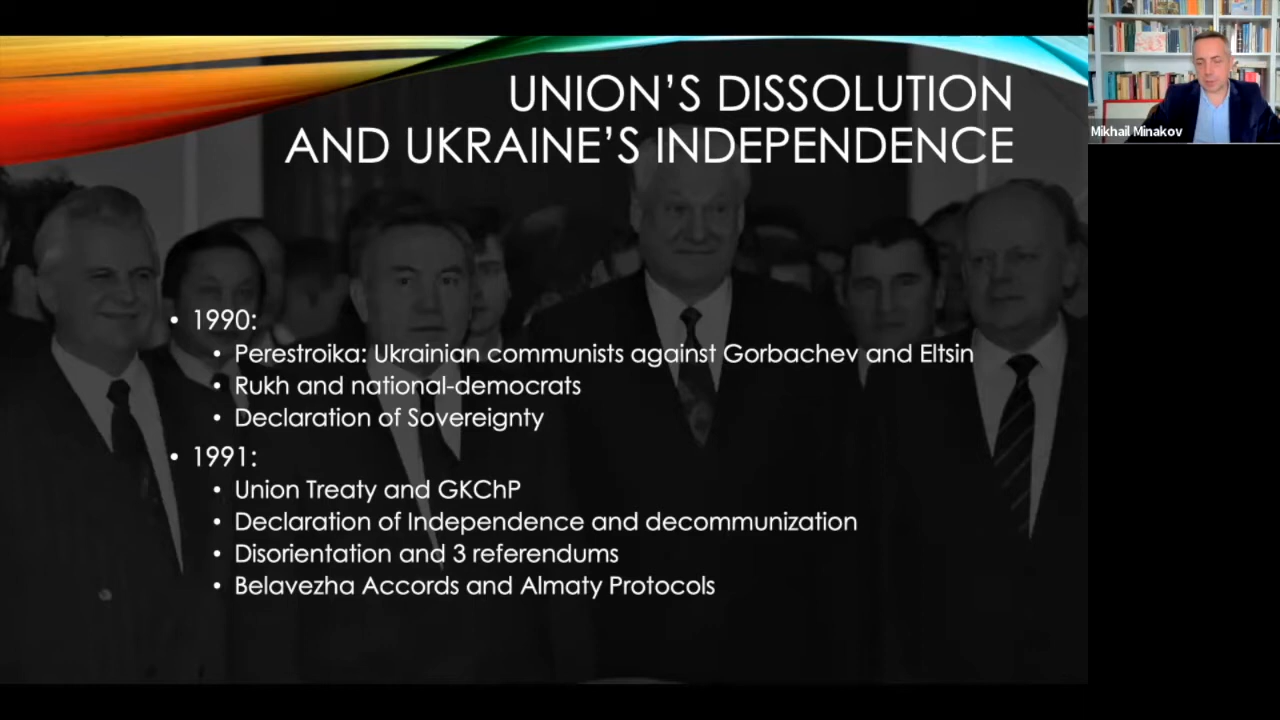 UNION'S DISSOLUTION
AND UKRAINE'S INDEPENDENCE
Mikhail Minakov
• 1990:
• Perestroika: Ukrainian communists against Gorbachev and Eltsin
• Rukh and national-democrats
• Declaration of Sovereignty
• 1991:
• Union Treaty and GKChP
• Declaration of Independence and decommunization
• Disorientation and 3 referendums
• Belavezha Accords and Almaty Protocols